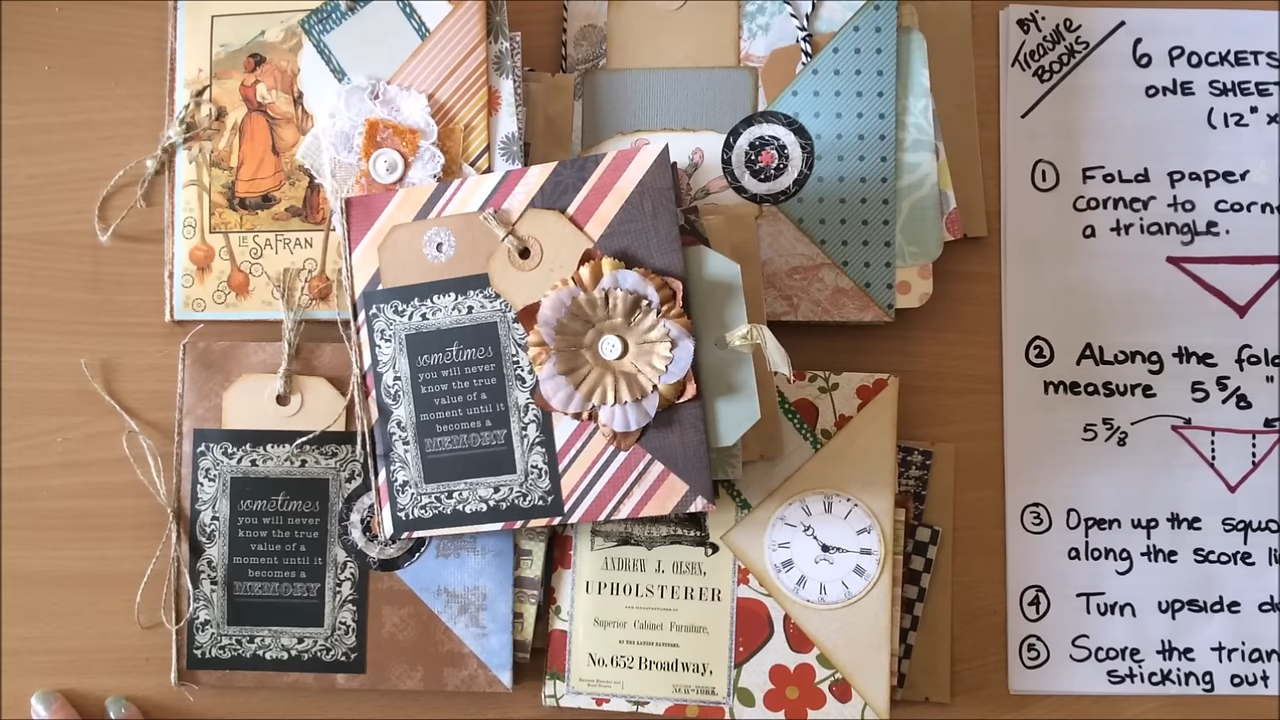 LE SAFRAN
sometimes
you will never
know the true
value of a
moment until it
becomes a
MEMORY
sometimes
you will never
know the true
value of a
moment until it
becomes a
MEMORY
ANDREW J. OLSEN,
UPHOLSTERER
Superior Cabinet Furniture,
No. 652 Broadway,
NEW-YORK.
BY:
Treasure
BOOKS
6 POCKETS
ONE SHEET
(12" x
① Fold paper
corner to corn
a triangle.
② Along the fol
measure 5 5/8 "
5 5/8
③ Open up the squa
along the score li
④ Turn upside d
⑤ Score the trian
sticking out